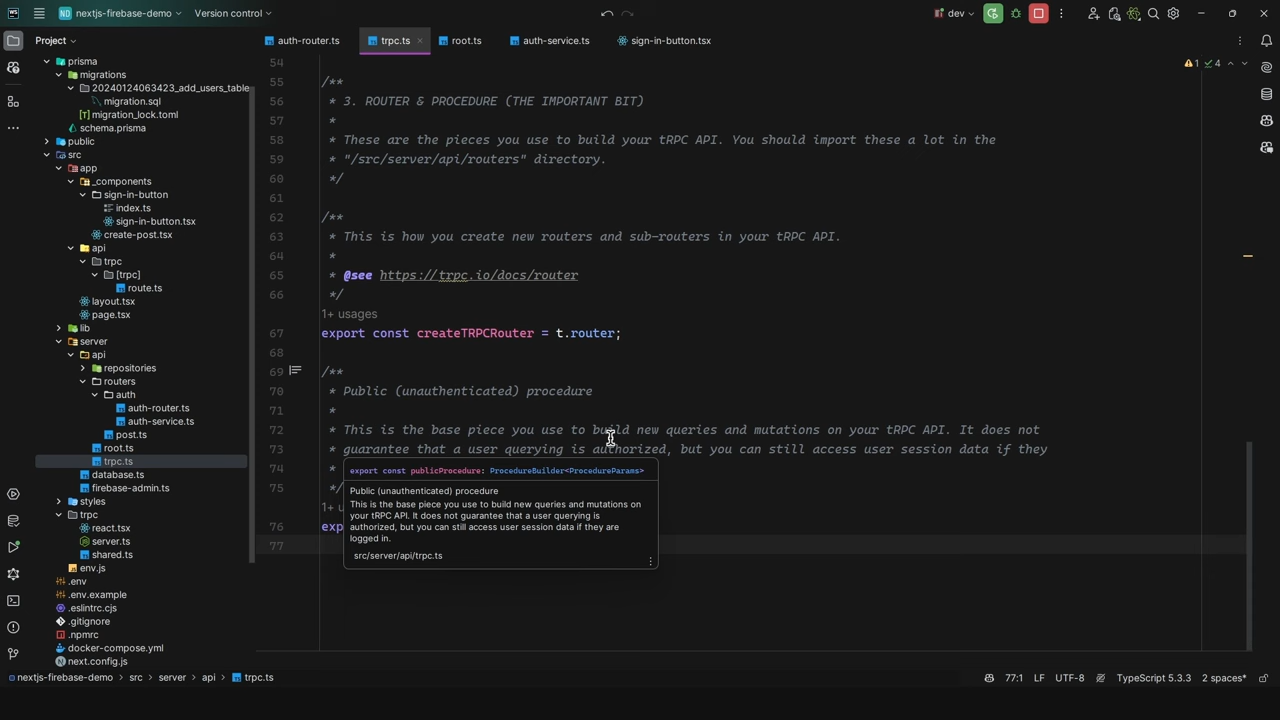 WS
ND nextjs-firebase-demo
Version control
dev
Project
auth-router.ts
trpc.ts
root.ts
auth-service.ts
sign-in-button.tsx
prisma
migrations
20240124063423_add_users_table
migration.sql
migration_lock.toml
schema.prisma
public
src
app
_components
sign-in-button
index.ts
sign-in-button.tsx
create-post.tsx
api
trpc
[trpc]
route.ts
layout.tsx
page.tsx
lib
server
api
repositories
routers
auth
auth-router.ts
auth-service.ts
post.ts
root.ts
trpc.ts
database.ts
firebase-admin.ts
styles
trpc
react.tsx
server.ts
shared.ts
env.js
.env
.env.example
.eslintrc.cjs
.gitignore
.npmrc
docker-compose.yml
next.config.js
1 4
54
55 /**
56 * 3. ROUTER & PROCEDURE (THE IMPORTANT BIT)
57 *
58 * These are the pieces you use to build your tRPC API. You should import these a lot in the
59 * "/src/server/api/routers" directory.
60 */
61
62 /**
63 * This is how you create new routers and sub-routers in your tRPC API.
64 *
65 * @see https://trpc.io/docs/router
66 */
1+ usages
67 export const createTRPCRouter = t.router;
68
69 /**
70 * Public (unauthenticated) procedure
71 *
72 * This is the base piece you use to build new queries and mutations on your tRPC API. It does not
73 * guarantee that a user querying is authorized, but you can still access user session data if they
74 *
75 */
1+ u
76 exp
77
export const publicProcedure: ProcedureBuilder<ProcedureParams>
Public (unauthenticated) procedure
This is the base piece you use to build new queries and mutations on
your tRPC API. It does not guarantee that a user querying is
authorized, but you can still access user session data if they are
logged in.
src/server/api/trpc.ts
nextjs-firebase-demo > src > server > api > trpc.ts
77:1 LF UTF-8 TypeScript 5.3.3 2 spaces*